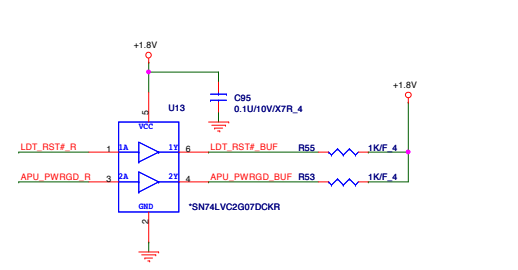 +1.8V
+1.8V
C95
0.1U/10V/X7R_4
U13
5
VCC
LDT_RST#_R 1 1A 1Y 6 LDT_RST#_BUF R55 1K/F_4
APU_PWRGD_R 3 2A 2Y 4 APU_PWRGD_BUF R53 1K/F_4
GND
*SN74LVC2G07DCKR
2